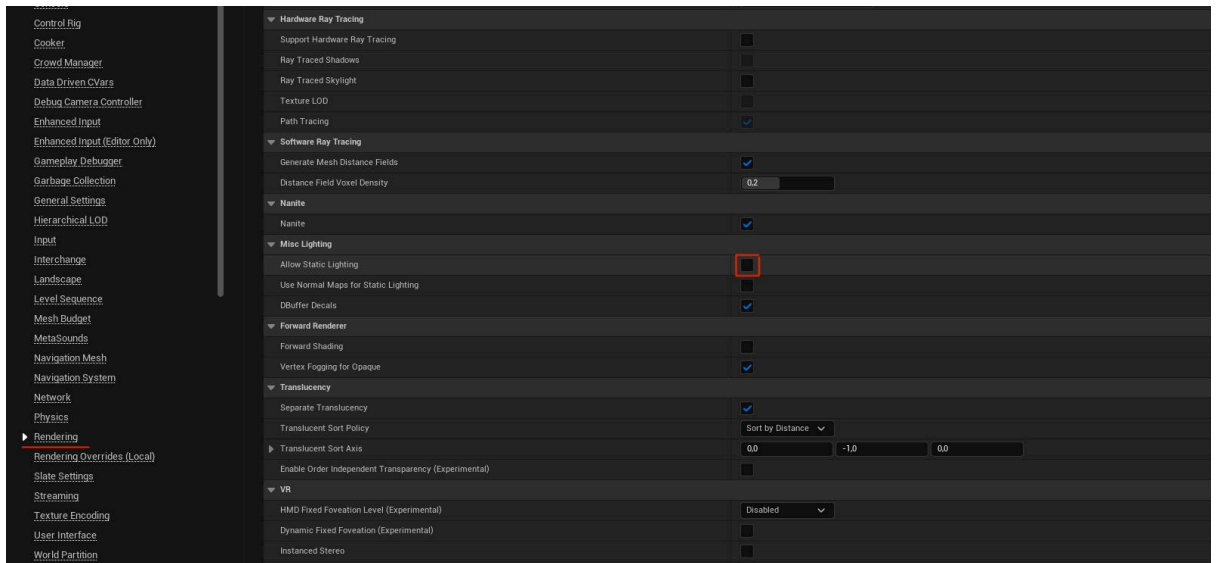 Control Rig
Cooker
Crowd Manager
Data Driven CVars
Debug Camera Controller
Enhanced Input
Enhanced Input (Editor Only)
Gameplay Debugger
Garbage Collection
General Settings
Hierarchical LOD
Input
Interchange
Landscape
Level Sequence
Mesh Budget
MetaSounds
Navigation Mesh
Navigation System
Network
Physics
Rendering
Rendering Overrides (Local)
Slate Settings
Streaming
Texture Encoding
User Interface
World Partition
Hardware Ray Tracing
Support Hardware Ray Tracing
Ray Traced Shadows
Ray Traced Skylight
Texture LOD
Path Tracing
Software Ray Tracing
Generate Mesh Distance Fields
Distance Field Voxel Density 0,2
Nanite
Nanite
Misc Lighting
Allow Static Lighting
Use Normal Maps for Static Lighting
DBuffer Decals
Forward Renderer
Forward Shading
Vertex Fogging for Opaque
Translucency
Separate Translucency
Translucent Sort Policy Sort by Distance
Translucent Sort Axis 0,0 -1,0 0,0
Enable Order Independent Transparency (Experimental)
VR
HMD Fixed Foveation Level (Experimental) Disabled
Dynamic Fixed Foveation (Experimental)
Instanced Stereo